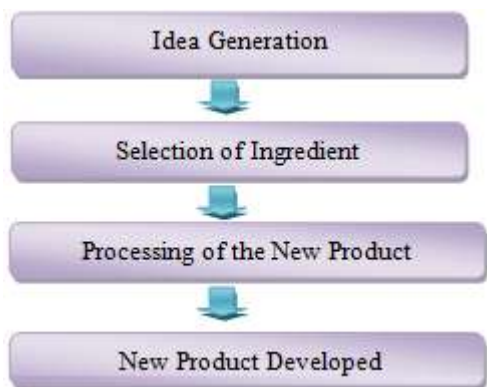 Idea Generation
Selection of Ingredient
Processing of the New Product
New Product Developed